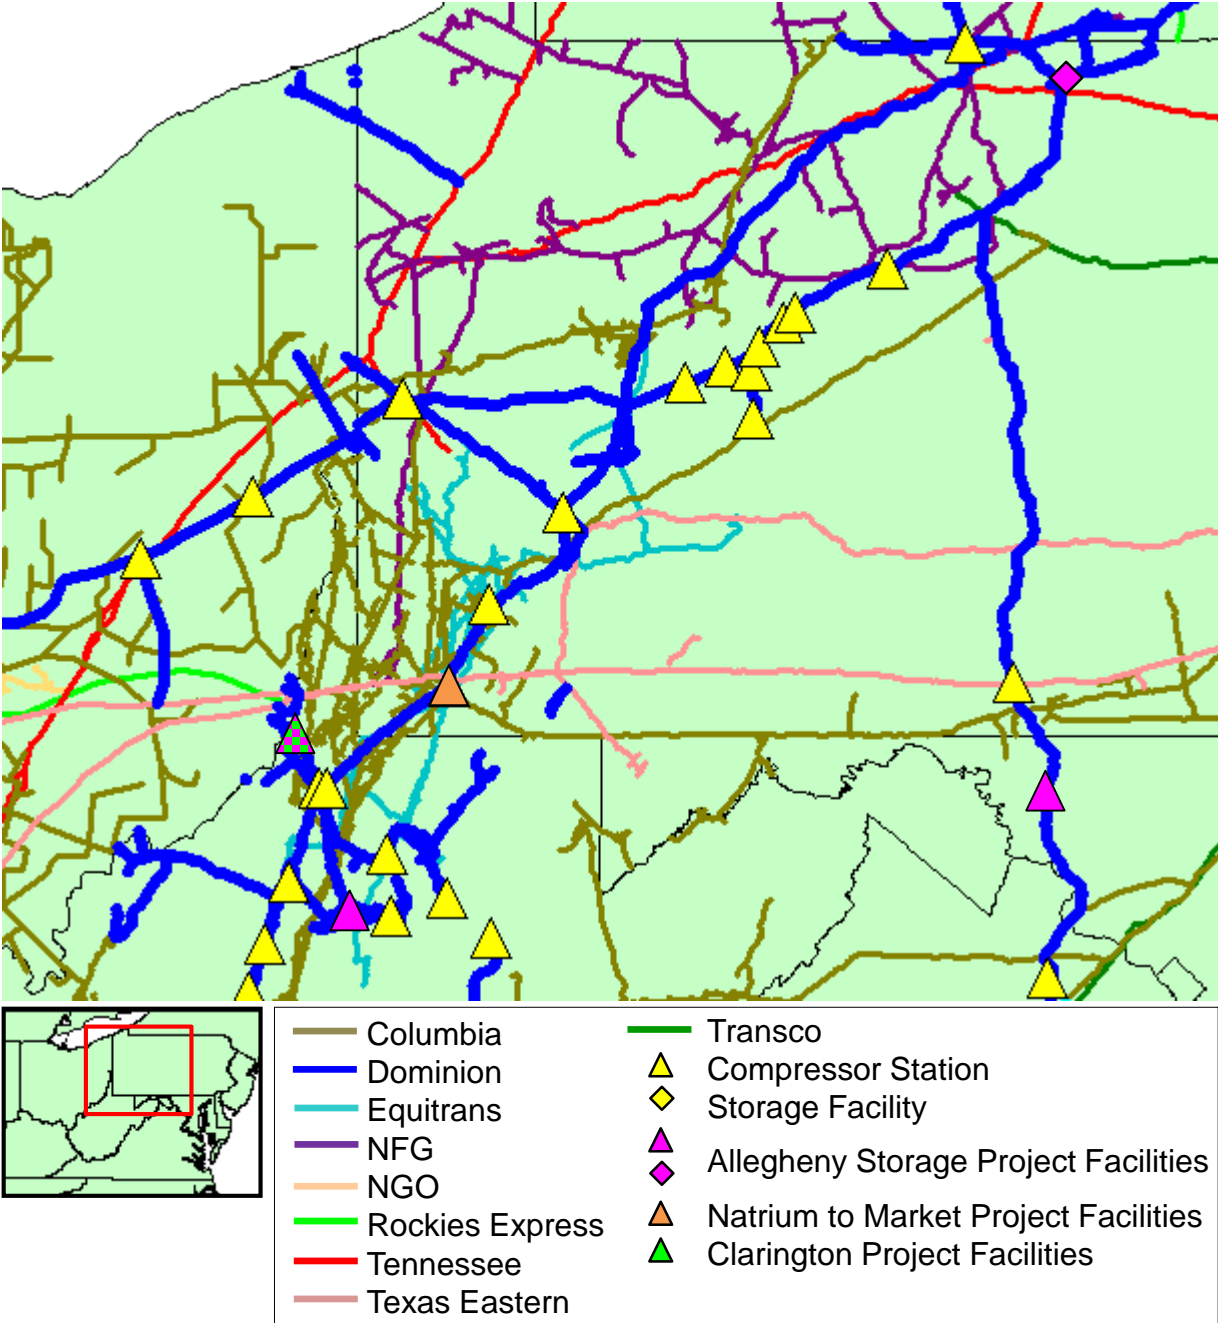 Columbia
Dominion
Equitrans
NFG
NGO
Rockies Express
Tennessee
Texas Eastern
Transco
Compressor Station
Storage Facility
Allegheny Storage Project Facilities
Natrium to Market Project Facilities
Clarington Project Facilities